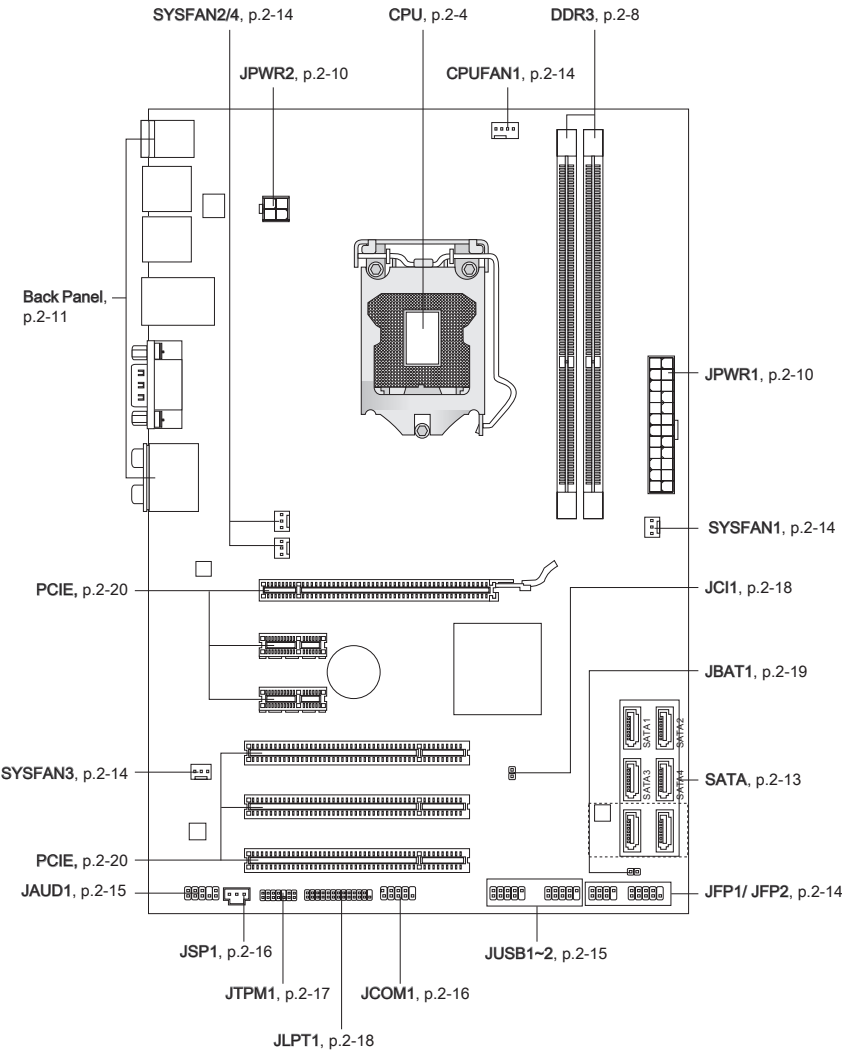 SYSFAN2/4, p.2-14
CPU, p.2-4
DDR3, p.2-8
JPWR2, p.2-10
CPUFAN1, p.2-14
Back Panel,
p.2-11
JPWR1, p.2-10
SYSFAN1, p.2-14
PCIE, p.2-20
JCI1, p.2-18
JBAT1, p.2-19
SATA1
SATA2
SYSFAN3, p.2-14
SATA3
SATA4
SATA, p.2-13
PCIE, p.2-20
JAUD1, p.2-15
JFP1/ JFP2, p.2-14
JSP1, p.2-16
JUSB1~2, p.2-15
JTPM1, p.2-17
JCOM1, p.2-16
JLPT1, p.2-18